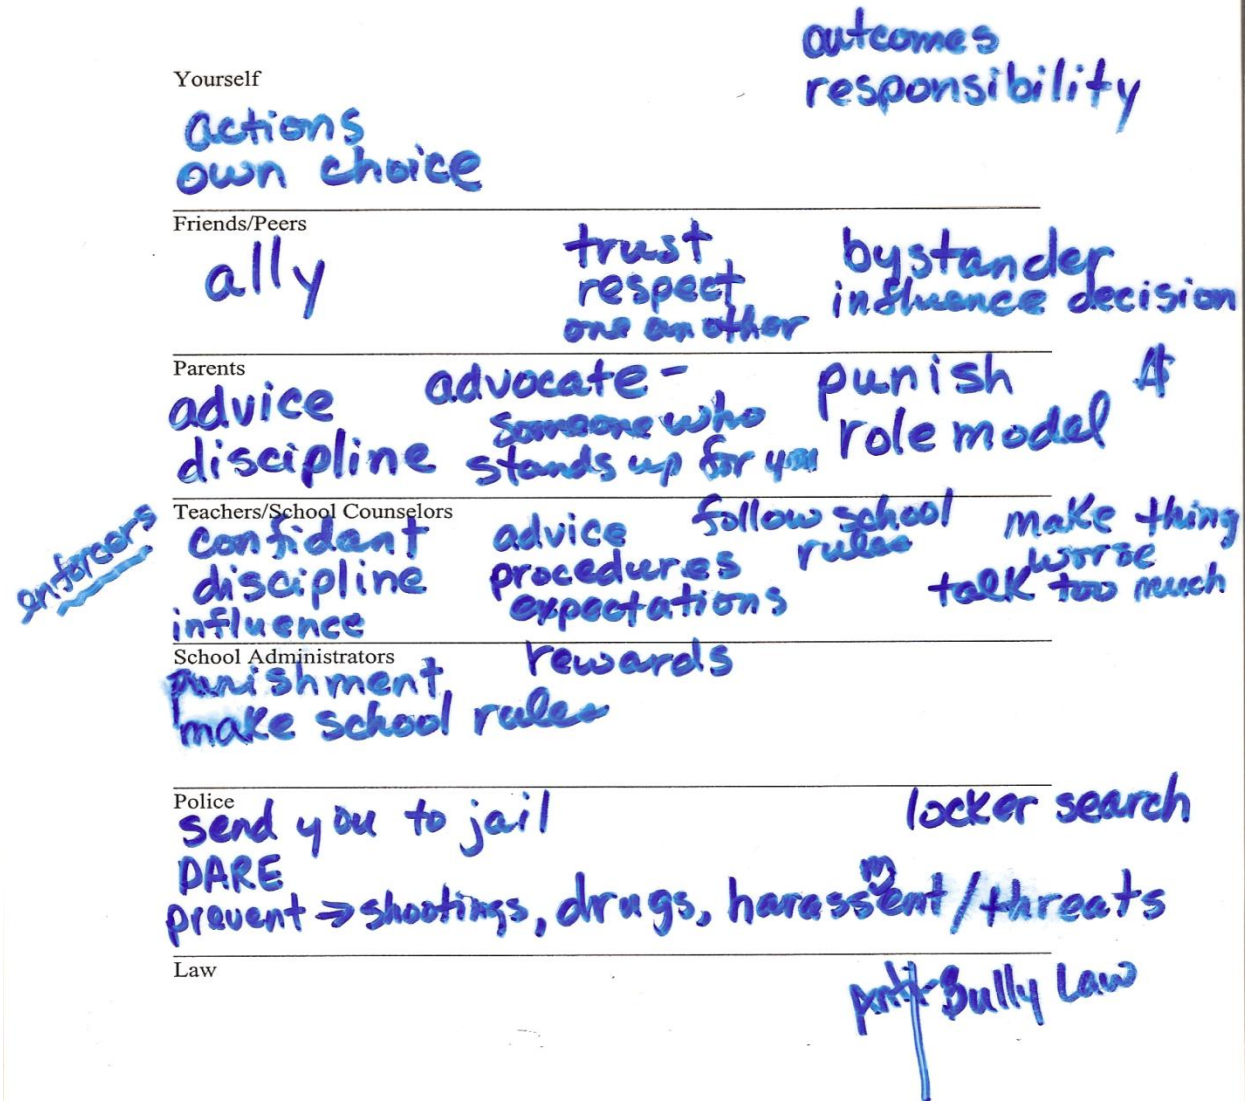 outcomes
responsibility
Yourself
actions
own choice
Friends/Peers
ally
trust
respect
one another
bystander
influence decision
Parents
advice
discipline
advocate -
someone who
stands up for you
punish
role model
enforcers
Teachers/School Counselors
confidant
discipline
influence
advice
procedures
expectations
follow school
rules
make thing
worse
talk too much
School Administrators
punishment
make school rules
rewards
Police
send you to jail
locker search
DARE
prevent → shootings, drugs, harassment/threats
Law
Bully Law